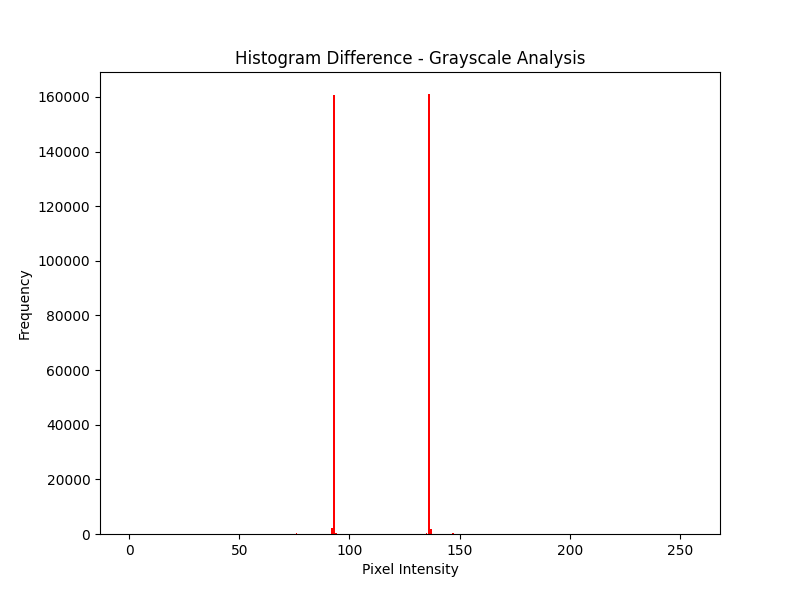 Histogram Difference - Grayscale Analysis
160000
140000
120000
100000
80000
60000
40000
20000
0
Frequency
0 50 100 150 200 250
Pixel Intensity